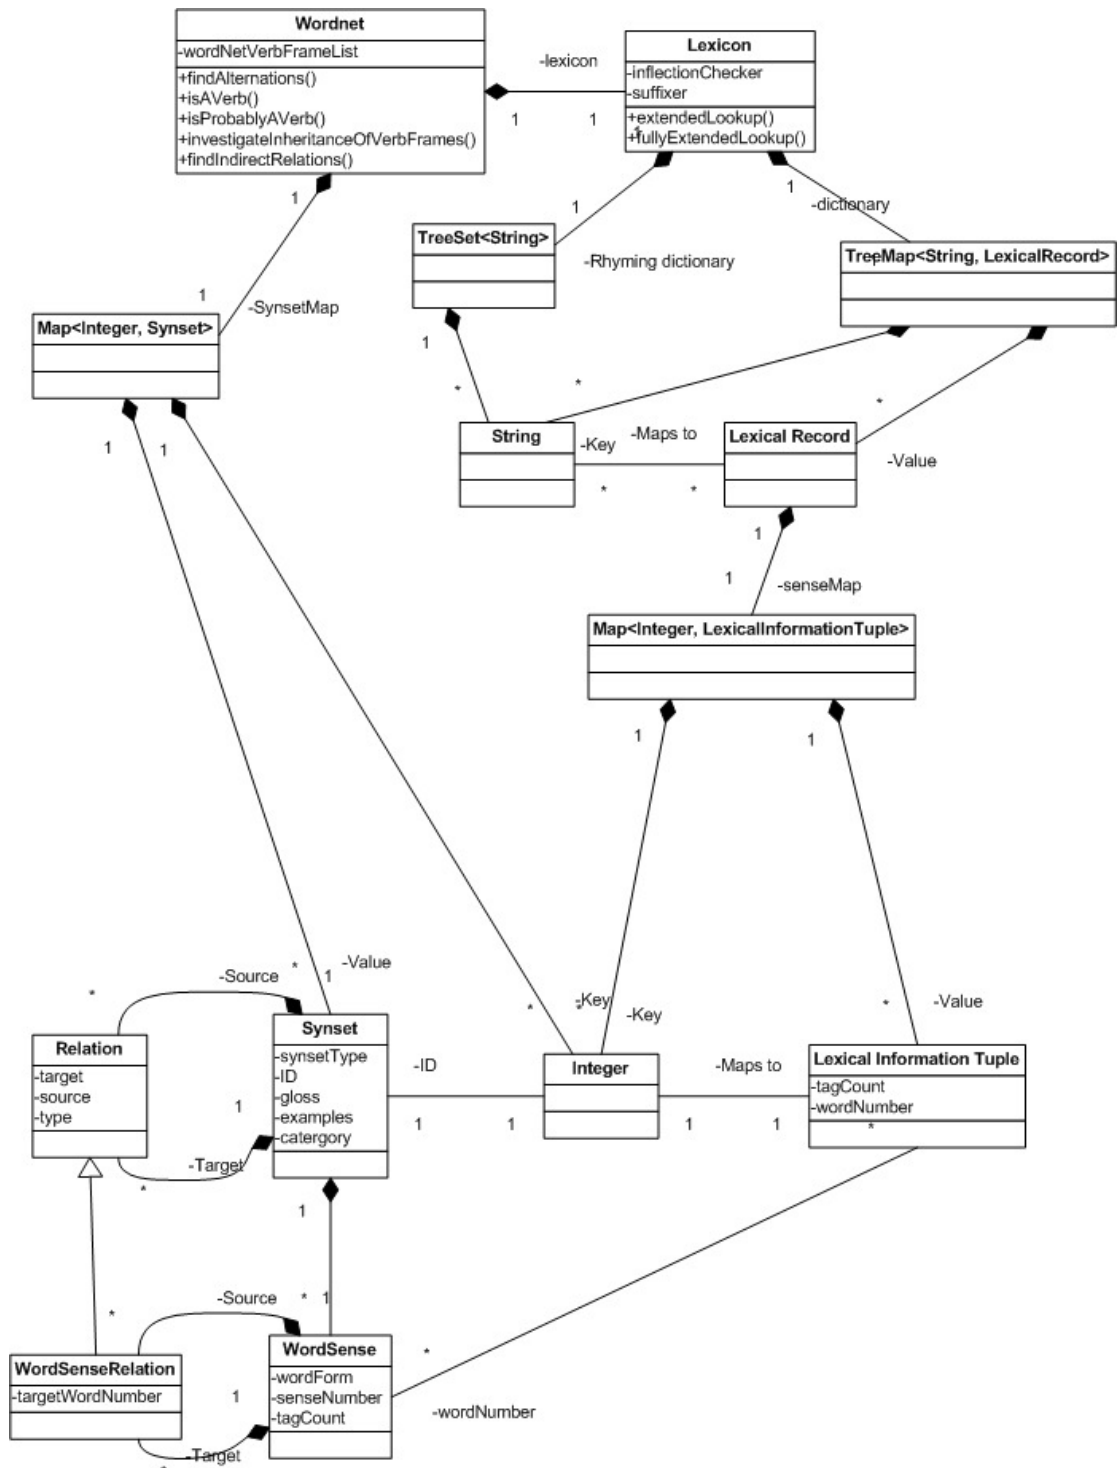 Wordnet
-wordNetVerbFrameList
+findAlternations()
+isAVerb()
+isProbablyAVerb()
+investigateInheritanceOfVerbFrames()
+findIndirectRelations()
-lexicon
1
1
Lexicon
-inflectionChecker
-suffixer
+extendedLookup()
+fullyExtendedLookup()
1
1
1
1
-dictionary
1
TreeSet<String>
-Rhyming dictionary
TreeMap<String, LexicalRecord>
1
-SynsetMap
Map<Integer, Synset>
1
*
*
*
String
-Key
-Maps to
Lexical Record
-Value
1
1
*
*
1
1
-senseMap
Map<Integer, LexicalInformationTuple>
1
1
-Source
*
1
-Value
*
*
*
-Key
-Key
*
-Value
Relation
-target
-source
-type
Synset
-synsetType
-ID
-gloss
-examples
-catergory
-ID
Integer
-Maps to
Lexical Information Tuple
-tagCount
-wordNumber
1
1
1
1
1
*
-Target
*
1
*
-Source
*
1
WordSenseRelation
-targetWordNumber
1
WordSense
-wordForm
-senseNumber
-tagCount
*
-wordNumber
-Target